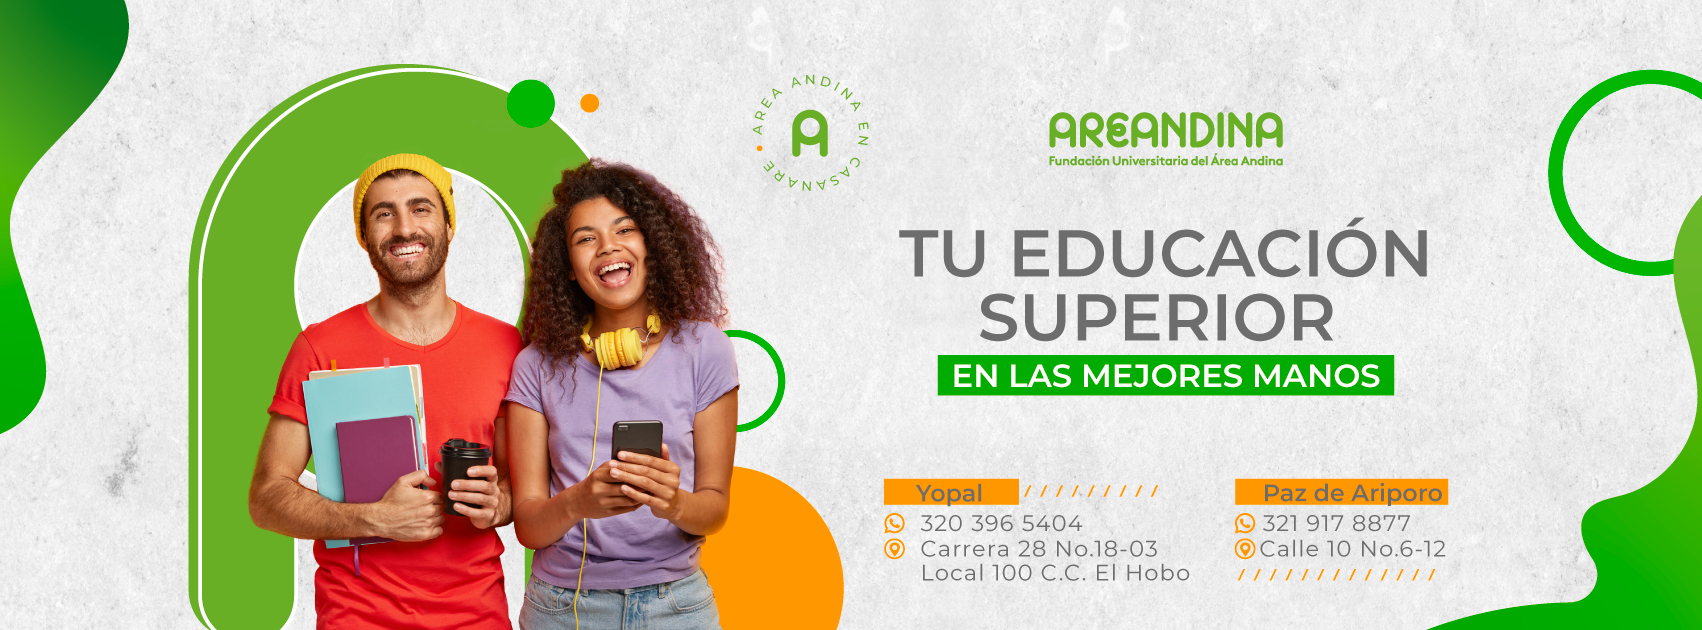 AREA ANDINA EN CASANARE
AREANDINA
Fundación Universitaria del Área Andina
TU EDUCACIÓN
SUPERIOR
EN LAS MEJORES MANOS
Yopal
320 396 5404
Carrera 28 No.18-03
Local 100 C.C. El Hobo
Paz de Ariporo
321 917 8877
Calle 10 No.6-12